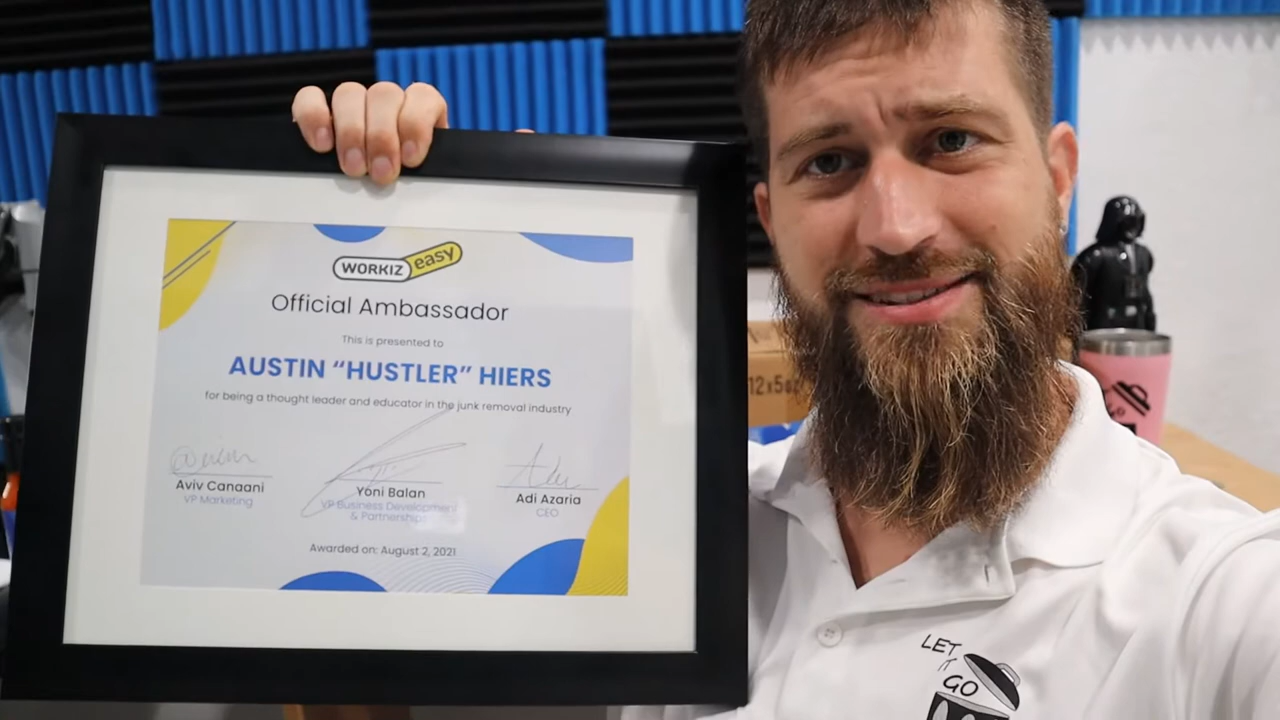 WORKIZ easy
Official Ambassador
This is presented to
AUSTIN “HUSTLER” HIERS
for being a thought leader and educator in the junk removal industry
Aviv Canaani
VP Marketing
Yoni Balan
VP Business Development
& Partnerships
Adi Azaria
CEO
Awarded on: August 2, 2021
LET
IT
GO